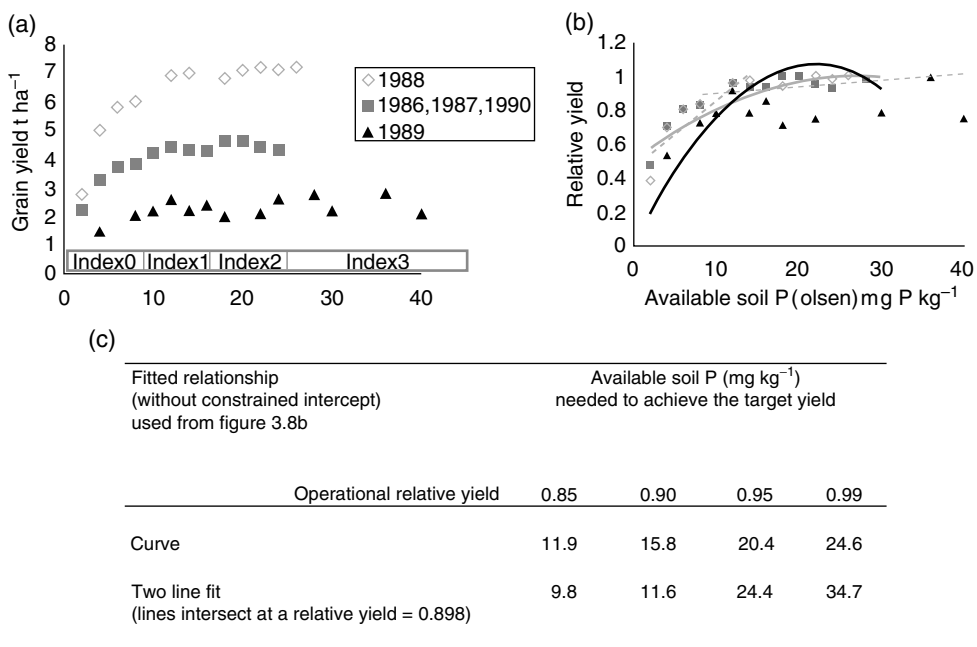 (a)
8
7
6
5
4
3
2
1
0
Grain yield t ha⁻¹
1988
1986,1987,1990
1989
Index0 Index1 Index2 Index3
0 10 20 30 40
(b)
1.2
1
0.8
0.6
0.4
0.2
0
Relative yield
0 10 20 30 40
Available soil P (olsen) mg P kg⁻¹
(c)
Fitted relationship
(without constrained intercept)
used from figure 3.8b
Available soil P (mg kg⁻¹)
needed to achieve the target yield
Operational relative yield 0.85 0.90 0.95 0.99
Curve 11.9 15.8 20.4 24.6
Two line fit 9.8 11.6 24.4 34.7
(lines intersect at a relative yield = 0.898)